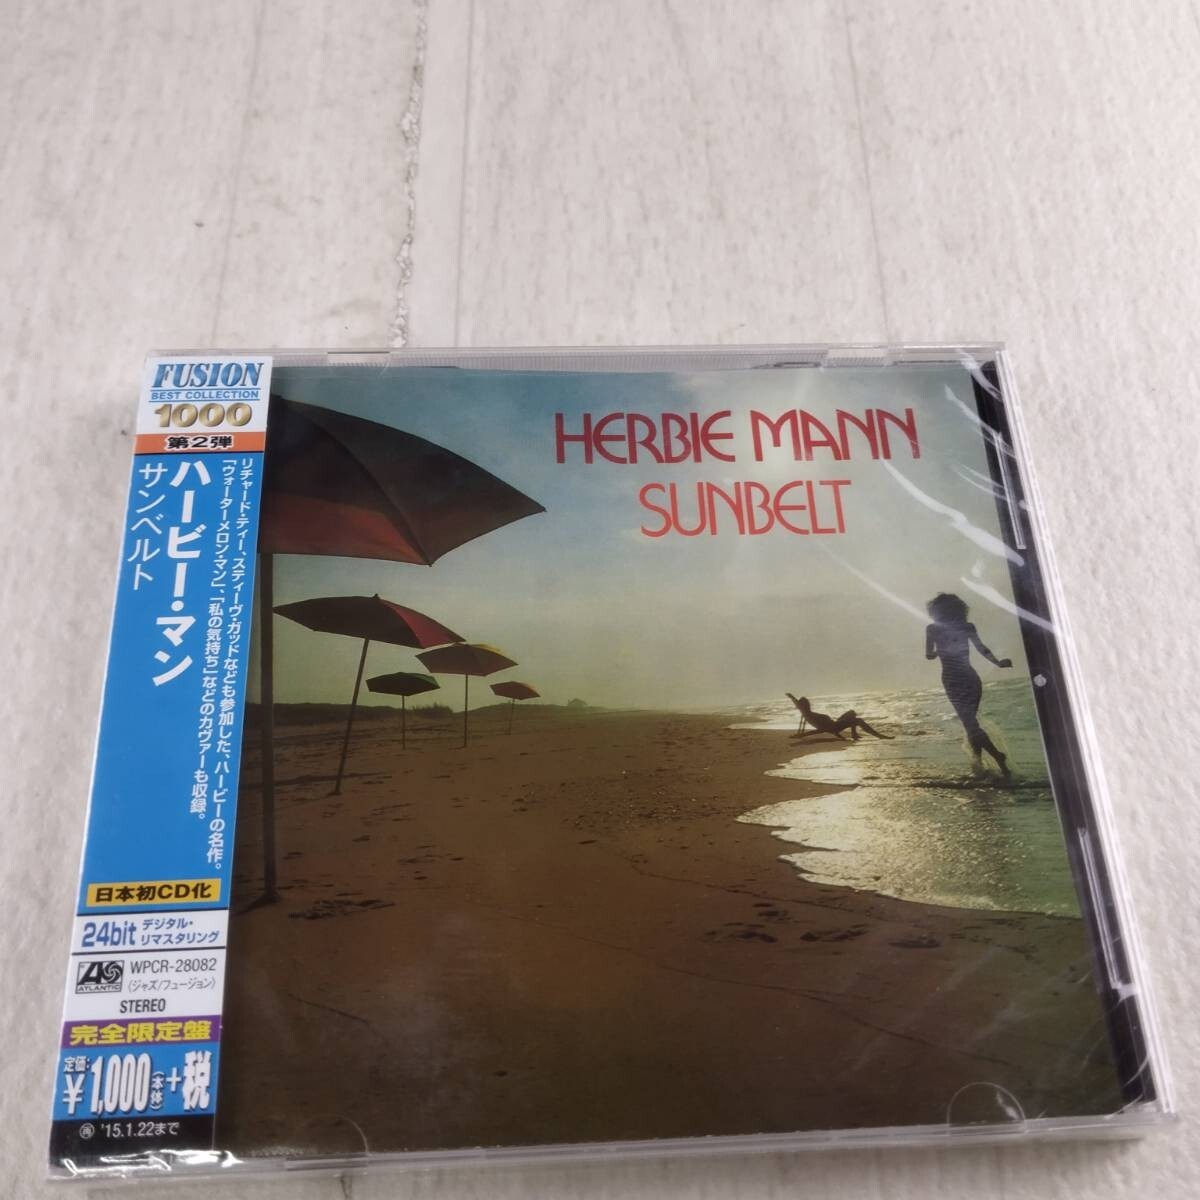 FUSION
BEST COLLECTION
1000
第2弾
ハービー・マン
サンベルト
リチャード・ティー、スティーヴ・ガッドなども参加した、ハービーの名作。
「ウォーターメロン・マン」、「私の気持ち」などのカヴァーも収録。
日本初CD化
24bit デジタル・
リマスタリング
ATLANTIC
WPCR-28082
(ジャズ/フュージョン)
STEREO
完全限定盤
定価:
¥1,000(本体)+税
再 '15.1.22まで
HERBIE MANN
SUNBELT